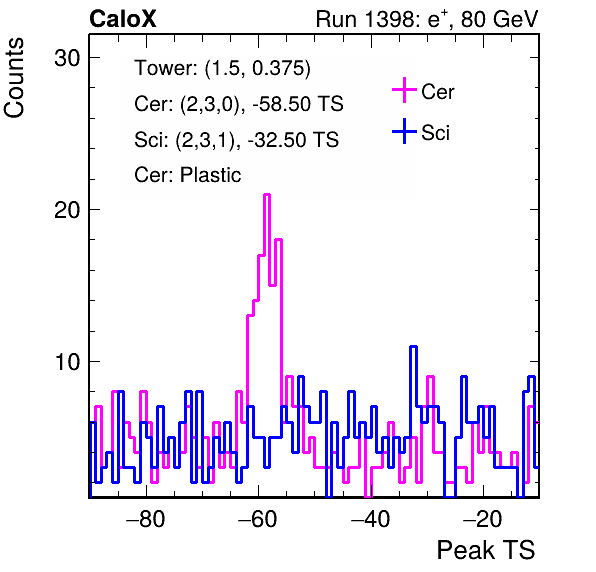 CaloX Run 1398: e⁺, 80 GeV
Counts
30
20
10
Tower: (1.5, 0.375)
Cer: (2,3,0), -58.50 TS
Sci: (2,3,1), -32.50 TS
Cer: Plastic
Cer
Sci
−80 −60 −40 −20
Peak TS